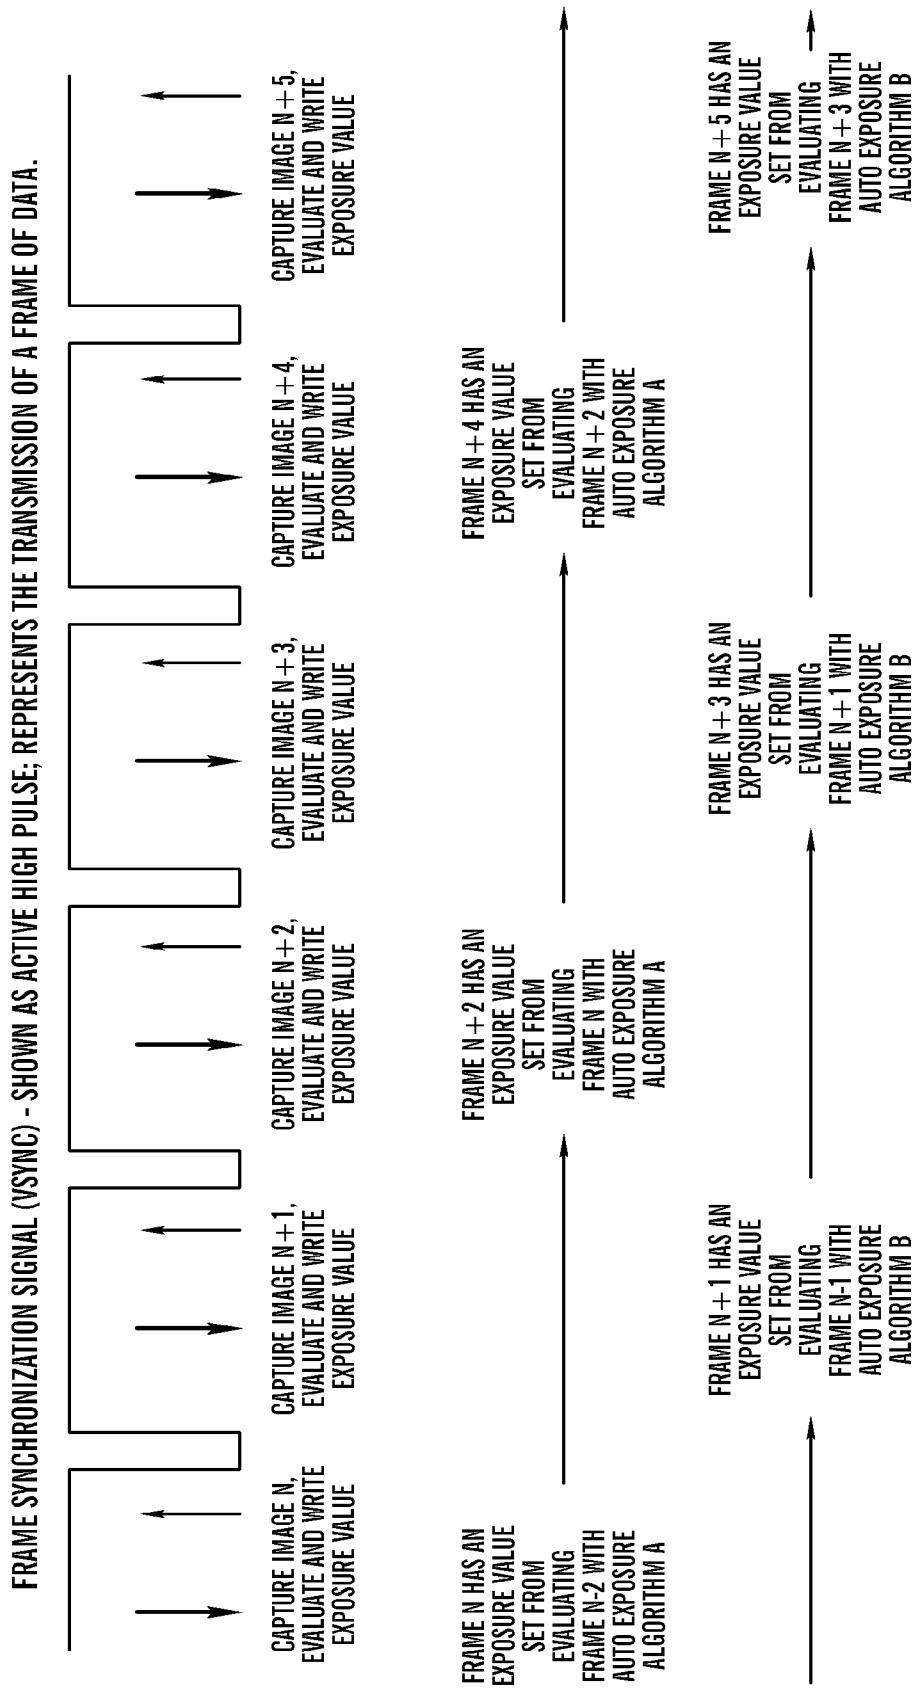 FRAME SYNCHRONIZATION SIGNAL (VSYNC) - SHOWN AS ACTIVE HIGH PULSE; REPRESENTS THE TRANSMISSION OF A FRAME OF DATA.
CAPTURE IMAGE N,
EVALUATE AND WRITE
EXPOSURE VALUE
CAPTURE IMAGE N+1,
EVALUATE AND WRITE
EXPOSURE VALUE
CAPTURE IMAGE N+2,
EVALUATE AND WRITE
EXPOSURE VALUE
CAPTURE IMAGE N+3,
EVALUATE AND WRITE
EXPOSURE VALUE
CAPTURE IMAGE N+4,
EVALUATE AND WRITE
EXPOSURE VALUE
CAPTURE IMAGE N+5,
EVALUATE AND WRITE
EXPOSURE VALUE
FRAME N HAS AN
EXPOSURE VALUE
SET FROM
EVALUATING
FRAME N-2 WITH
AUTO EXPOSURE
ALGORITHM A
FRAME N+2 HAS AN
EXPOSURE VALUE
SET FROM
EVALUATING
FRAME N WITH
AUTO EXPOSURE
ALGORITHM A
FRAME N+4 HAS AN
EXPOSURE VALUE
SET FROM
EVALUATING
FRAME N+2 WITH
AUTO EXPOSURE
ALGORITHM A
FRAME N+1 HAS AN
EXPOSURE VALUE
SET FROM
EVALUATING
FRAME N-1 WITH
AUTO EXPOSURE
ALGORITHM B
FRAME N+3 HAS AN
EXPOSURE VALUE
SET FROM
EVALUATING
FRAME N+1 WITH
AUTO EXPOSURE
ALGORITHM B
FRAME N+5 HAS AN
EXPOSURE VALUE
SET FROM
EVALUATING
FRAME N+3 WITH
AUTO EXPOSURE
ALGORITHM B